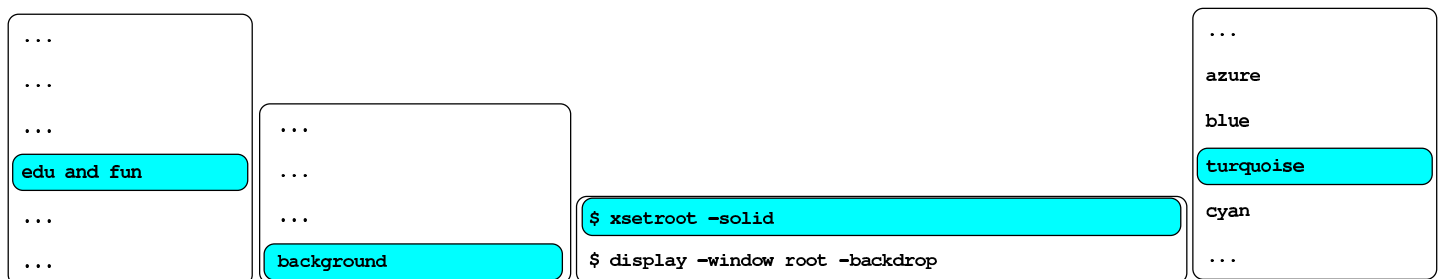 ...
...
...
edu and fun
...
...
...
...
...
background
$ xsetroot –solid
$ display –window root –backdrop
...
azure
blue
turquoise
cyan
...